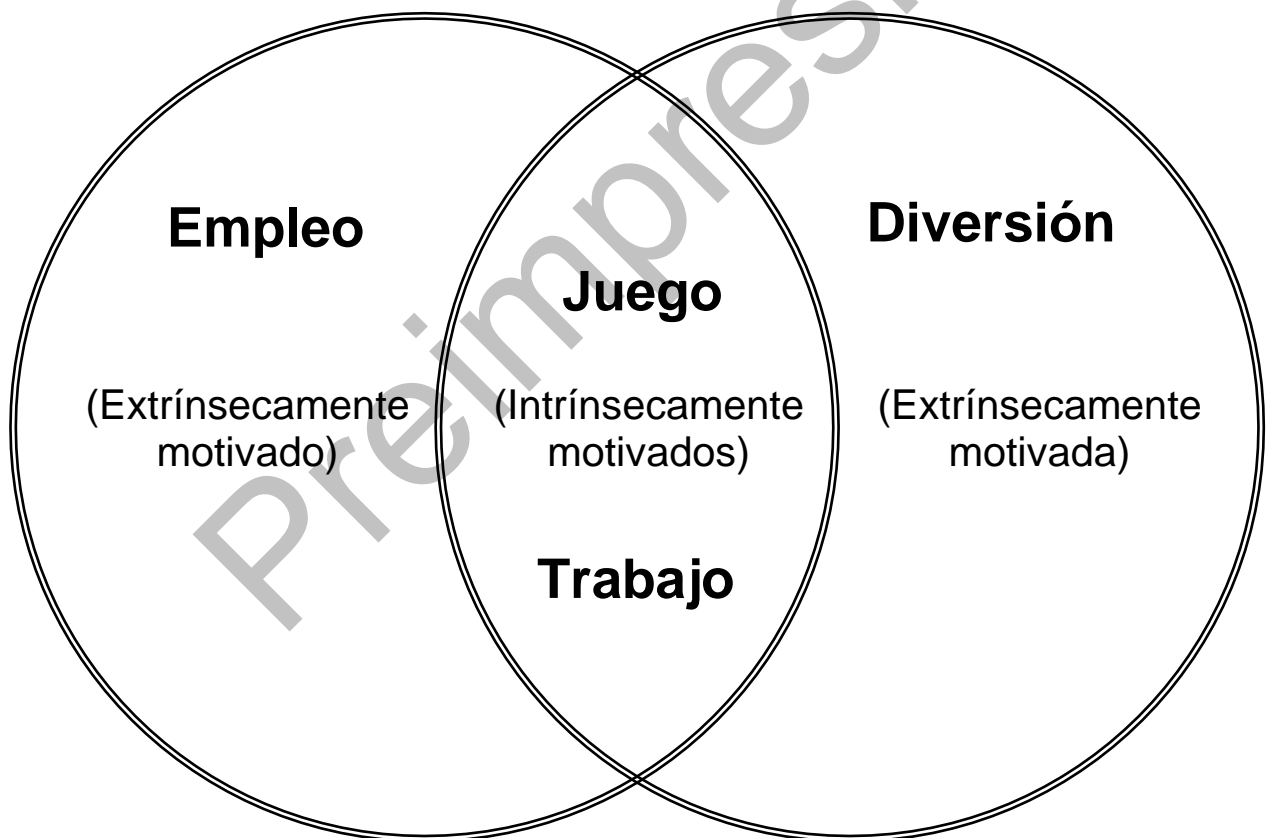 Empleo
Diversión
Juego
(Extrínsecamente
motivado)
(Intrínsecamente
motivados)
(Extrínsecamente
motivada)
Trabajo